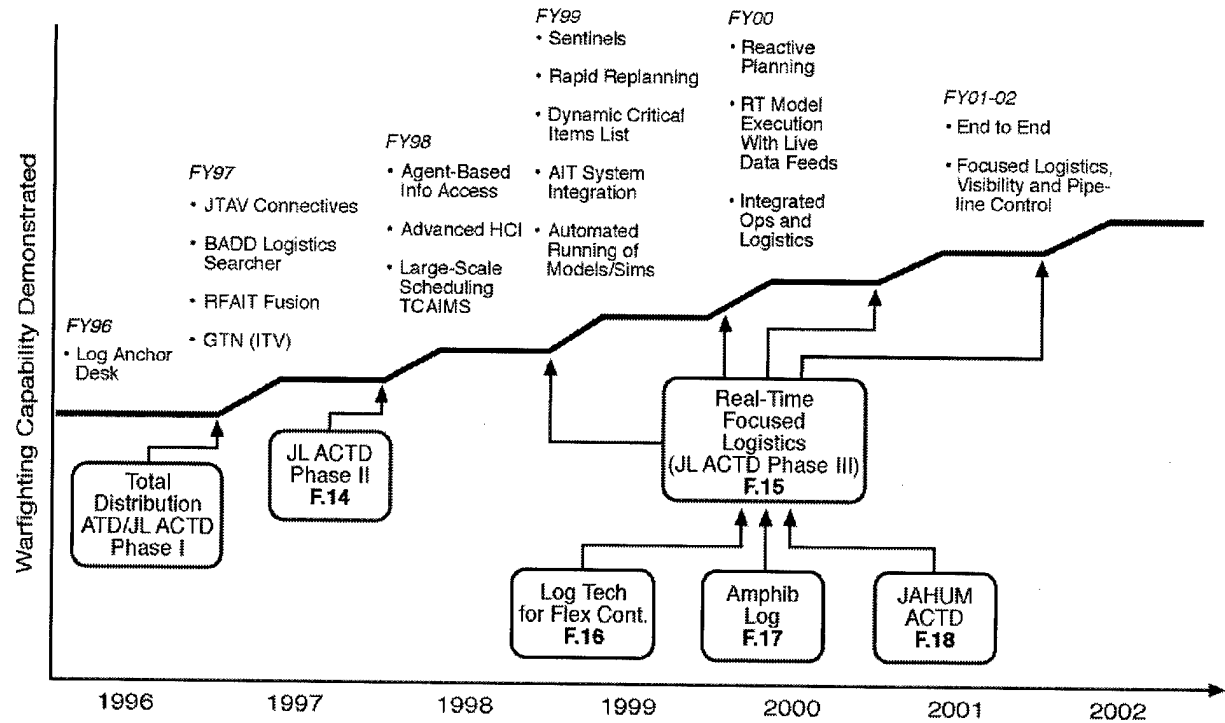 Warfighting Capability Demonstrated
FY96
• Log Anchor
Desk
FY97
• JTAV Connectives
• BADD Logistics
Searcher
• RFAIT Fusion
• GTN (ITV)
FY98
• Agent-Based
Info Access
• Advanced HCI
• Large-Scale
Scheduling
TCAIMS
FY99
• Sentinels
• Rapid Replanning
• Dynamic Critical
Items List
• AIT System
Integration
• Automated
Running of
Models/Sims
FY00
• Reactive
Planning
• RT Model
Execution
With Live
Data Feeds
• Integrated
Ops and
Logistics
FY01-02
• End to End
• Focused Logistics,
Visibility and Pipe-
line Control
Total
Distribution
ATD/JL ACTD
Phase I
JL ACTD
Phase II
F.14
Real-Time
Focused
Logistics
(JL ACTD Phase III)
F.15
Log Tech
for Flex Cont.
F.16
Amphib
Log
F.17
JAHUM
ACTD
F.18
1996
1997
1998
1999
2000
2001
2002